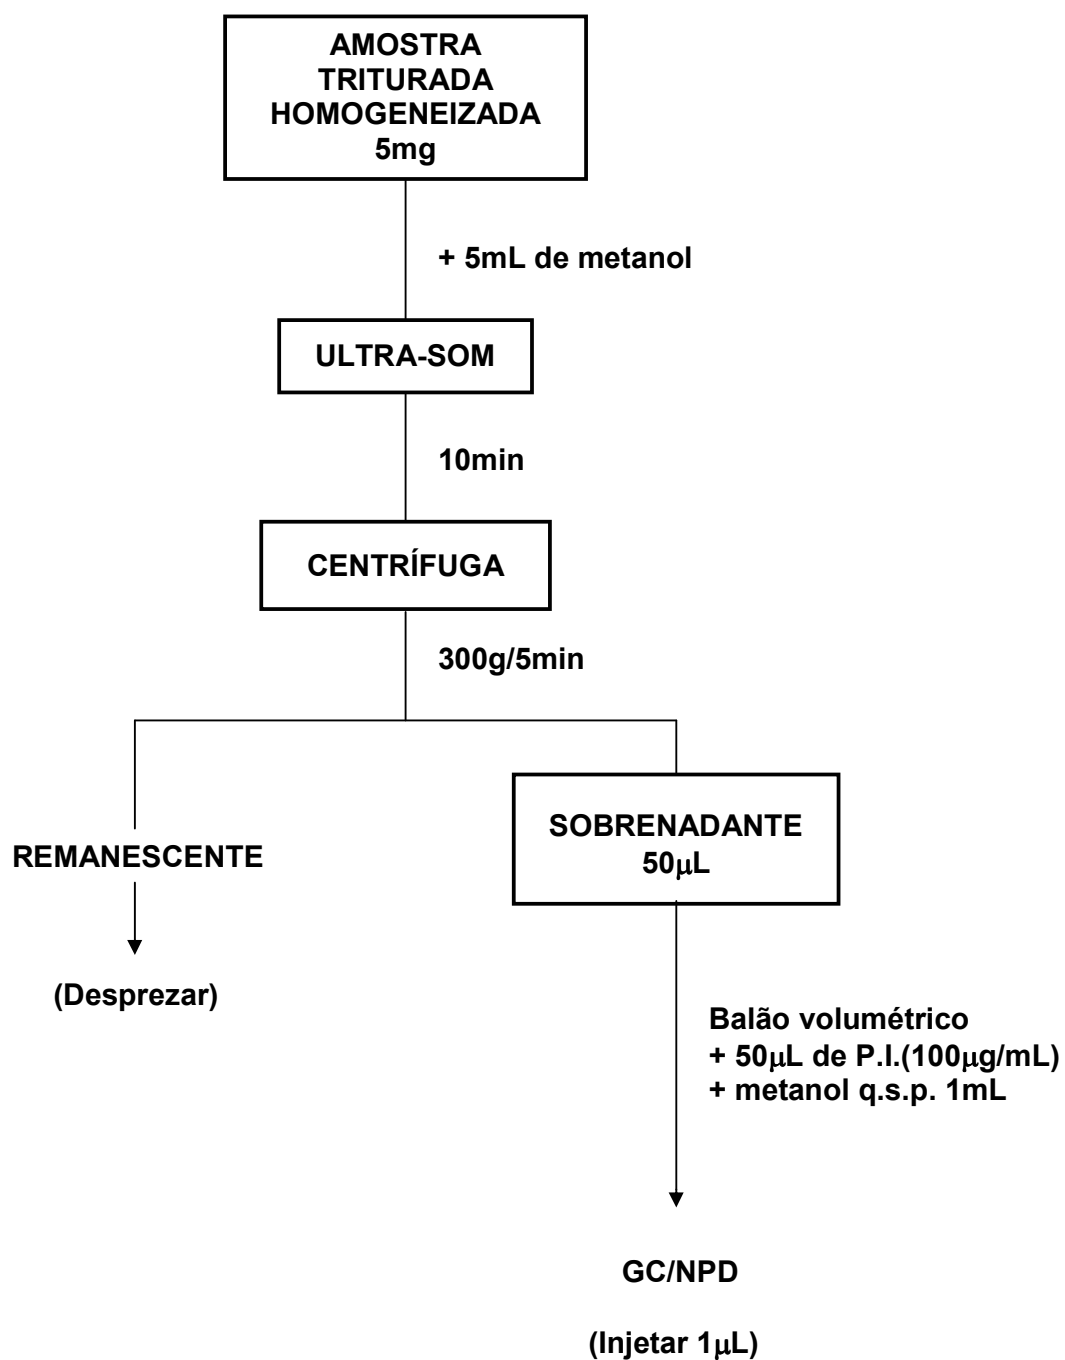 AMOSTRA
TRITURADA
HOMOGENEIZADA
5mg
+ 5mL de metanol
ULTRA-SOM
10min
CENTRÍFUGA
300g/5min
REMANESCENTE
(Desprezar)
SOBRENADANTE
50μL
Balão volumétrico
+ 50μL de P.I.(100μg/mL)
+ metanol q.s.p. 1mL
GC/NPD
(Injetar 1μL)